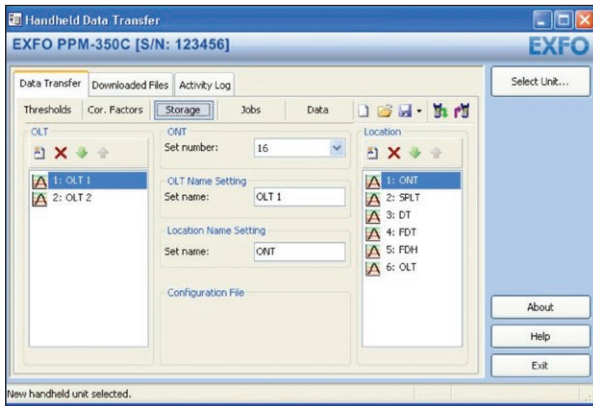 Handheld Data Transfer
EXFO PPM-350C [S/N: 123456]
EXFO
Data Transfer Downloaded Files Activity Log
Select Unit...
Thresholds Cor. Factors Storage Jobs Data
OLT
1: OLT 1
2: OLT 2
ONT
Set number: 16
OLT Name Setting
Set name: OLT 1
Location Name Setting
Set name: ONT
Configuration File
Location
1: ONT
2: SPLT
3: DT
4: FDT
5: FDH
6: OLT
About
Help
Exit
New handheld unit selected.